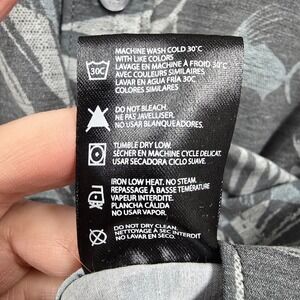 30C
MACHINE WASH COLD 30°C
WITH LIKE COLORS
LAVAGE EN MACHINE À FROID 30°C
AVEC COULEURS SIMILAIRES
LAVAR EN AGUA FRÍA 30C
COLORES SIMILARES
DO NOT BLEACH.
NE PAS JAVELLISER.
NO USAR BLANQUEADORES.
TUMBLE DRY LOW.
SÉCHER EN MACHINE CYCLE DELICAT.
USAR SECADORA CICLO SUAVE.
IRON LOW HEAT. NO STEAM.
REPASSAGE À BASSE TEMPÉRATURE
VAPEUR INTERDITE.
PLANCHA CÁLIDA
NO USAR VAPOR.
DO NOT DRY CLEAN.
NETTOYAGE À SEC INTERDIT
NO LAVAR EN SECO.